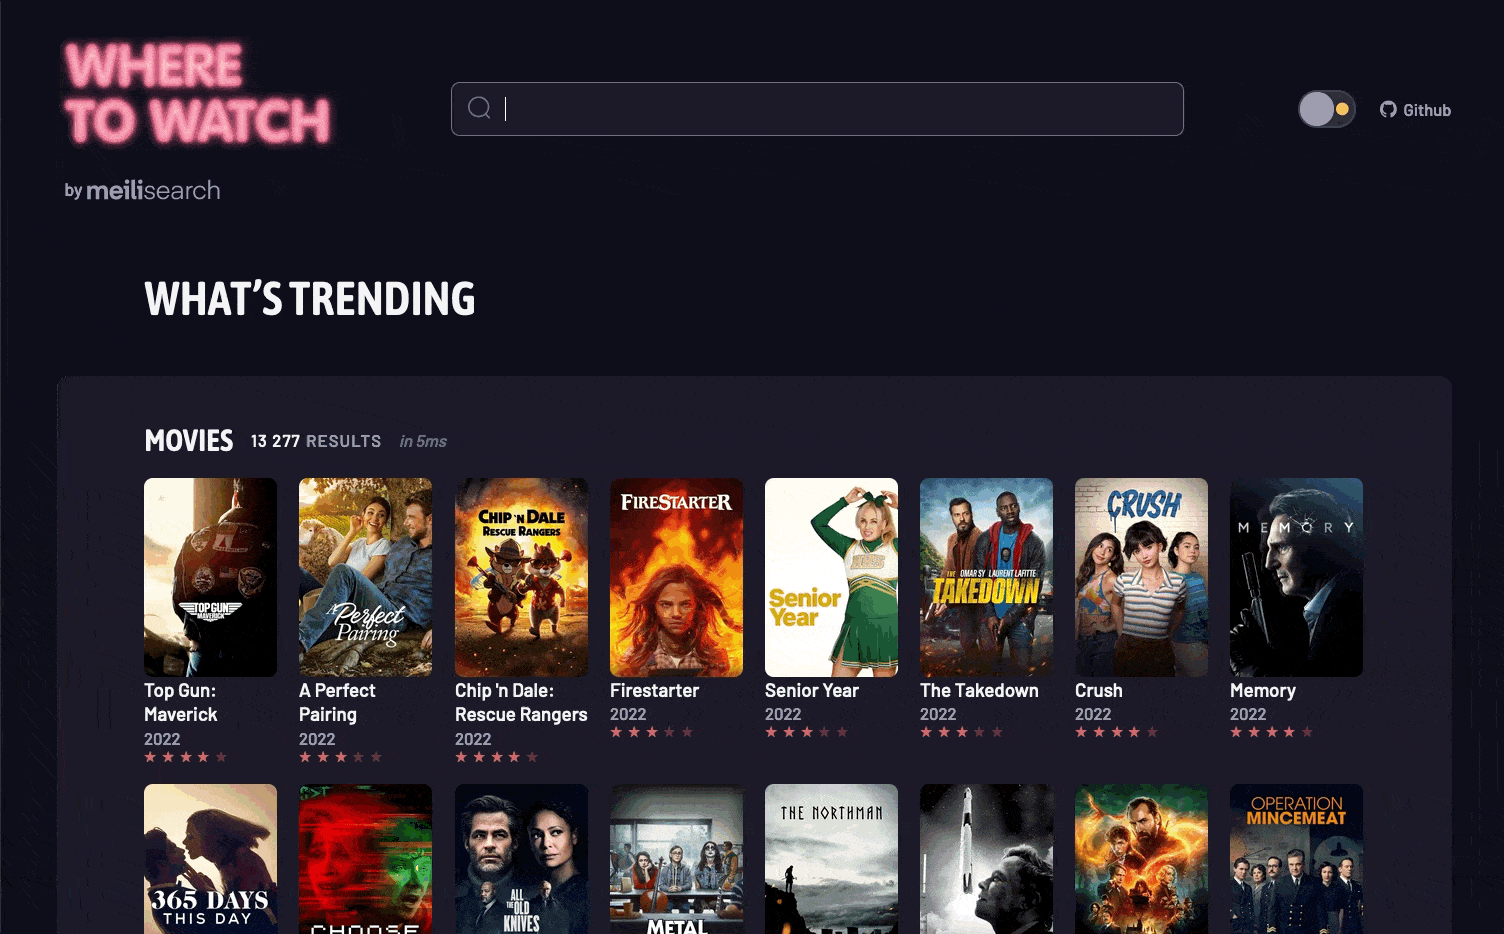 WHERE
TO WATCH
by meilisearch
Github
WHAT'S TRENDING
MOVIES 13 277 RESULTS in 5ms
TOP GUN
MAVERICK
A Perfect
Pairing
CHIP 'N DALE
RESCUE RANGERS
FIRESTARTER
Senior
Year
OMAR SY LAURENT LAFITTE
THE
TAKEDOWN
CRUSH
MEMORY
Top Gun:
Maverick
2022
A Perfect
Pairing
2022
Chip 'n Dale:
Rescue Rangers
2022
Firestarter
2022
Senior Year
2022
The Takedown
2022
Crush
2022
Memory
2022
365 DAYS
THIS DAY
CHOOSE
ALL
THE OLD
KNIVES
METAL
THE NORTHMAN
OPERATION
MINCEMEAT